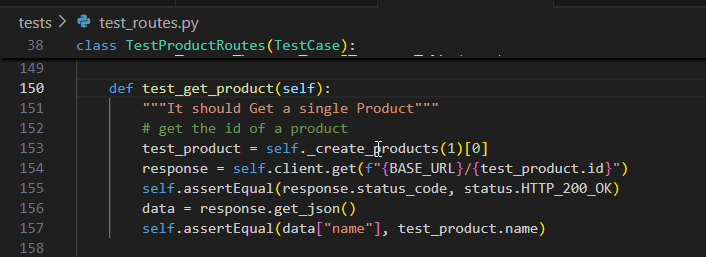 tests > test_routes.py
38 class TestProductRoutes(TestCase):
149
150 def test_get_product(self):
151 """It should Get a single Product"""
152 # get the id of a product
153 test_product = self._create_products(1)[0]
154 response = self.client.get(f"{BASE_URL}/{test_product.id}")
155 self.assertEqual(response.status_code, status.HTTP_200_OK)
156 data = response.get_json()
157 self.assertEqual(data["name"], test_product.name)
158